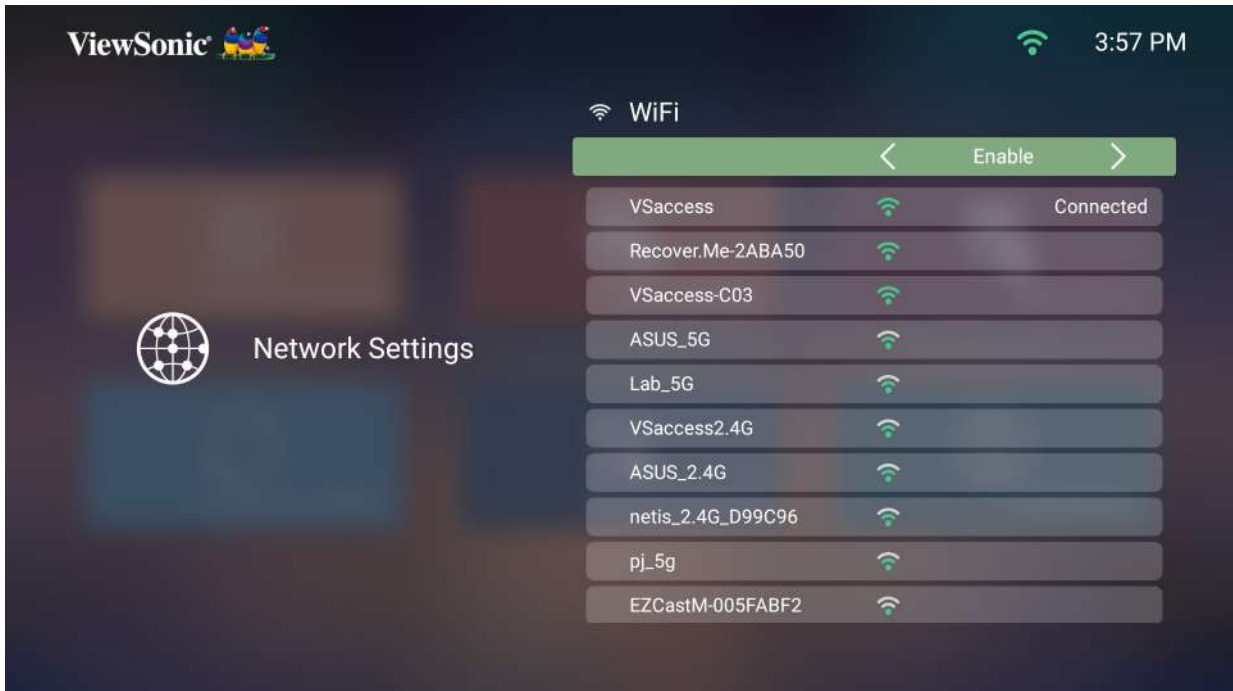 ViewSonic®
3:57 PM
WiFi
Enable
VSaccess Connected
Recover.Me-2ABA50
VSaccess-C03
ASUS_5G
Network Settings
Lab_5G
VSaccess2.4G
ASUS_2.4G
netis_2.4G_D99C96
pj_5g
EZCastM-005FABF2